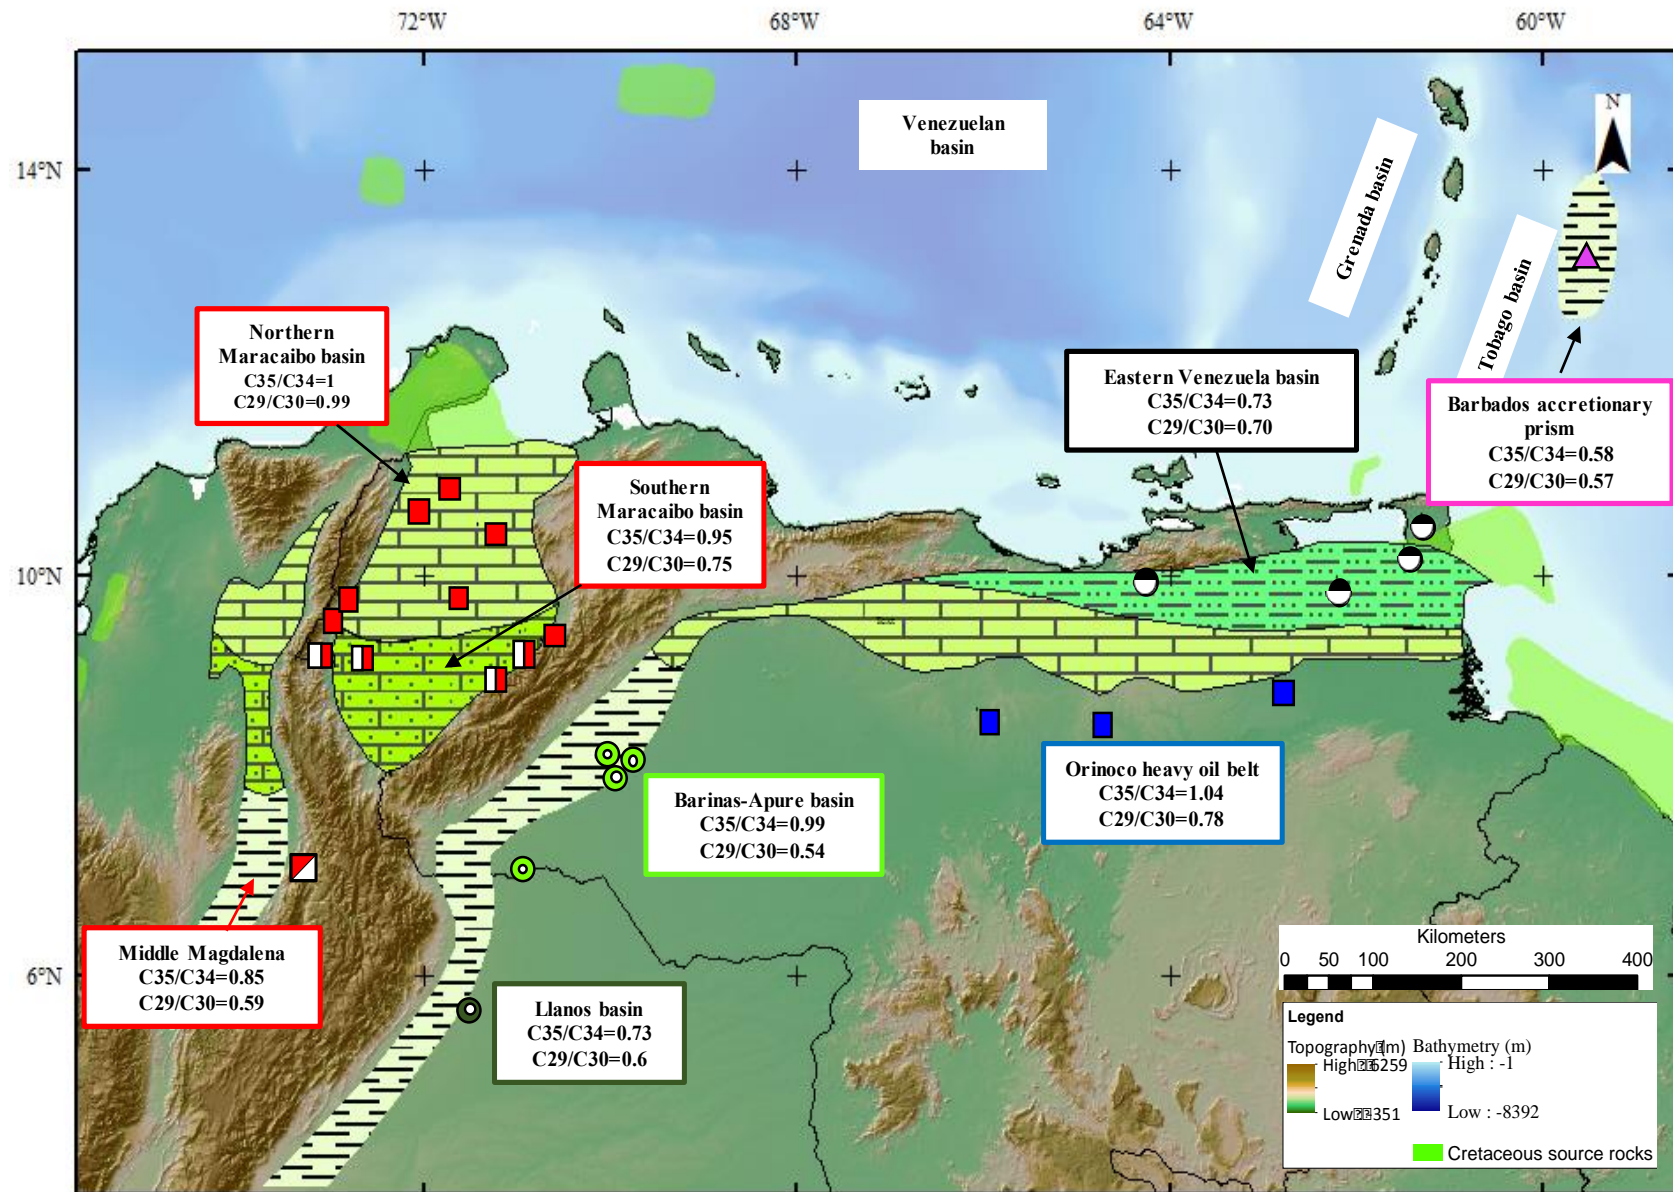 72°W
68°W
64°W
60°W
14°N
10°N
6°N
N
Venezuelan
basin
Grenada basin
Tobago basin
Northern
Maracaibo basin
C35/C34=1
C29/C30=0.99
Eastern Venezuela basin
C35/C34=0.73
C29/C30=0.70
Barbados accretionary
prism
C35/C34=0.58
C29/C30=0.57
Southern
Maracaibo basin
C35/C34=0.95
C29/C30=0.75
Orinoco heavy oil belt
C35/C34=1.04
C29/C30=0.78
Barinas-Apure basin
C35/C34=0.99
C29/C30=0.54
Middle Magdalena
C35/C34=0.85
C29/C30=0.59
Llanos basin
C35/C34=0.73
C29/C30=0.6
Kilometers
0 50 100 200 300 400
Legend
Topography (m)
High 6259
Low -351
Bathymetry (m)
High : -1
Low : -8392
Cretaceous source rocks